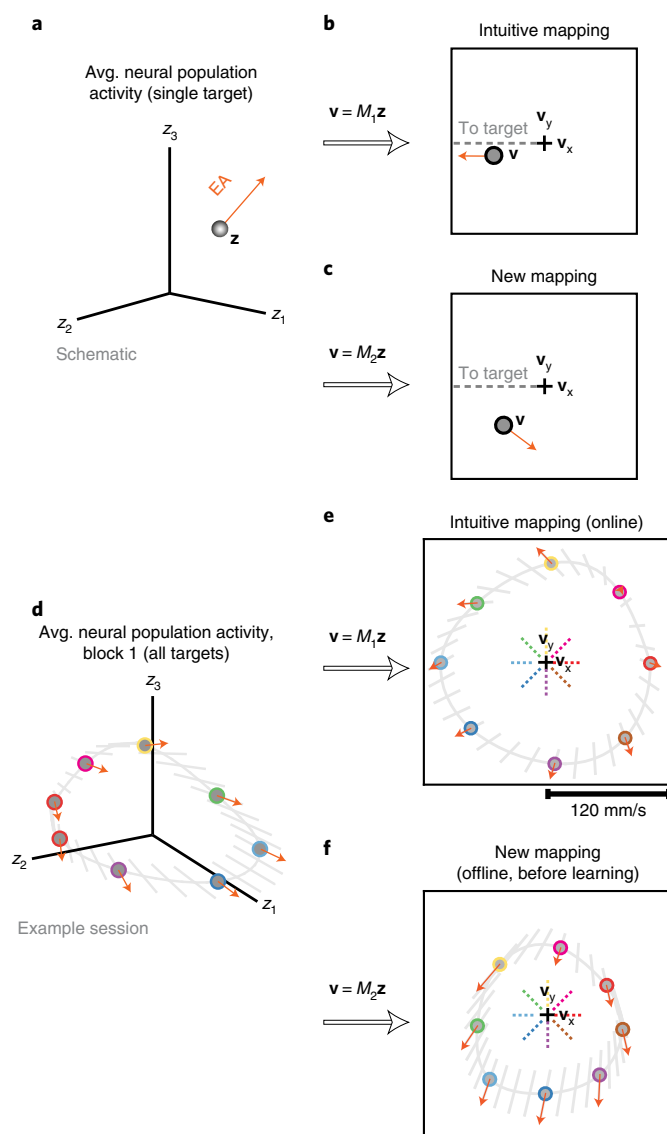 a
Avg. neural population
activity (single target)
z3
EA
z
z2
z1
Schematic
v = M1z
b
Intuitive mapping
To target
vy
vx
v
c
New mapping
v = M2z
To target
vy
vx
v
d
Avg. neural population activity,
block 1 (all targets)
z3
z2
z1
Example session
e
Intuitive mapping (online)
v = M1z
vy
vx
120 mm/s
f
New mapping
(offline, before learning)
v = M2z
vy
vx